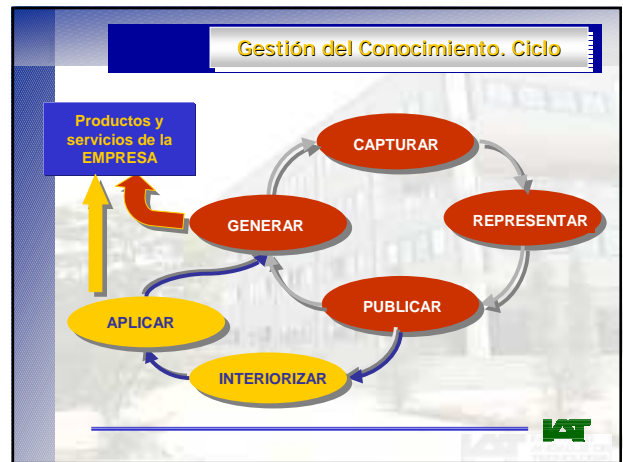 Gestión del Conocimiento. Ciclo
Productos y
servicios de la
EMPRESA
CAPTURAR
GENERAR
REPRESENTAR
PUBLICAR
APLICAR
INTERIORIZAR
IAT